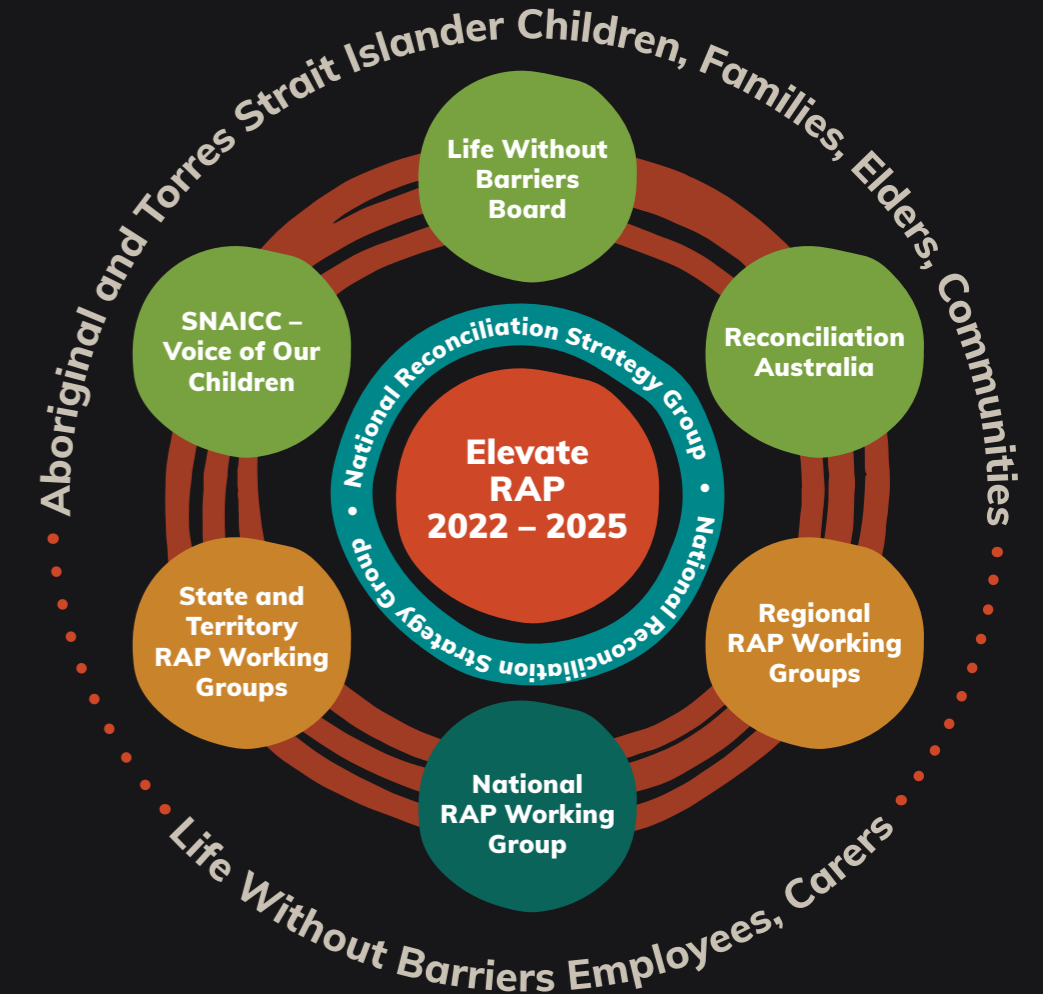 Aboriginal and Torres Strait Islander Children, Families, Elders, Communities
Life Without
Barriers
Board
SNAICC –
Voice of Our
Children
Reconciliation
Australia
• National Reconciliation Strategy Group • National Reconciliation Strategy Group
Elevate
RAP
2022 – 2025
State and
Territory
RAP Working
Groups
Regional
RAP Working
Groups
National
RAP Working
Group
Life Without Barriers Employees, Carers